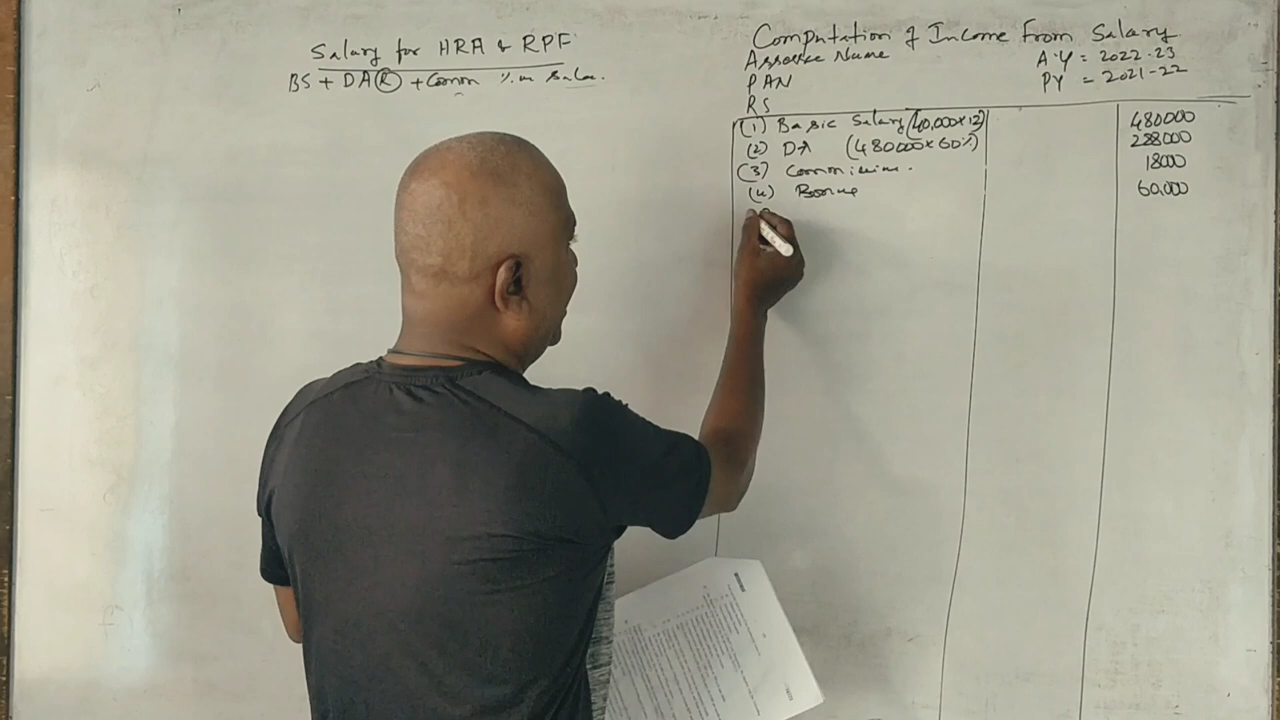 Salary for HRA & RPF
BS + DA(R) + Comm % on Sales.
Computation of Income From Salary
Assessee Name
A.Y = 2022-23
PAN
PY = 2021-22
RS
(1) Basic Salary (40,000×12) 480000
(2) DA (480000×60%) 288000
(3) Commission. 18000
(4) Bonus 60,000